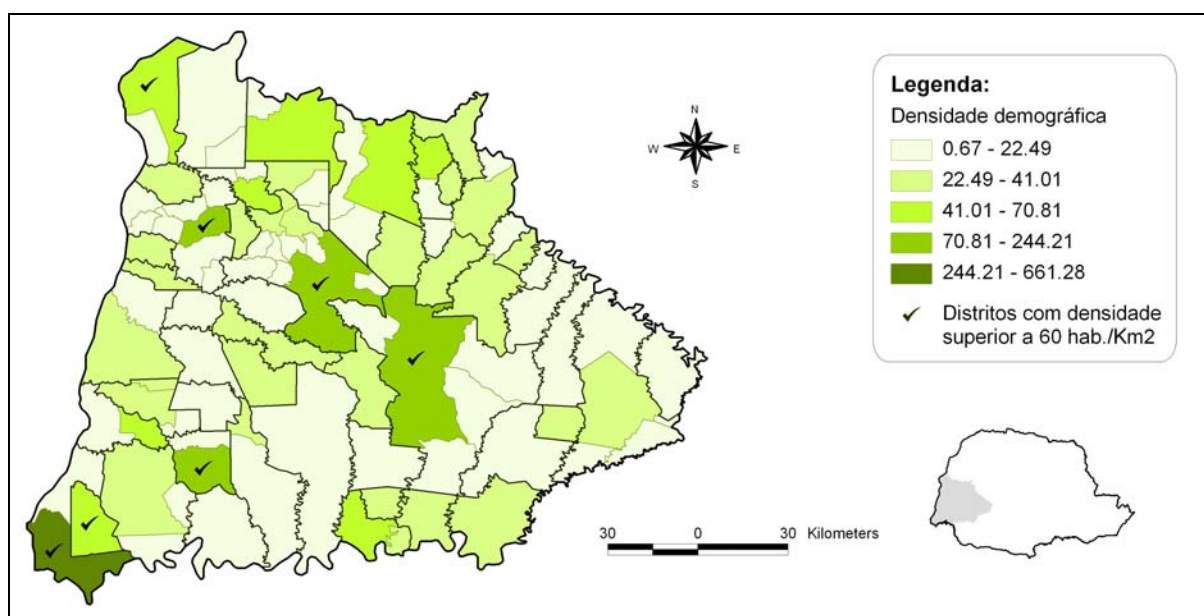 Legenda:
Densidade demográfica
0.67 - 22.49
22.49 - 41.01
41.01 - 70.81
70.81 - 244.21
244.21 - 661.28
Distritos com densidade
superior a 60 hab./Km2
N
W E
S
30 0 30 Kilometers